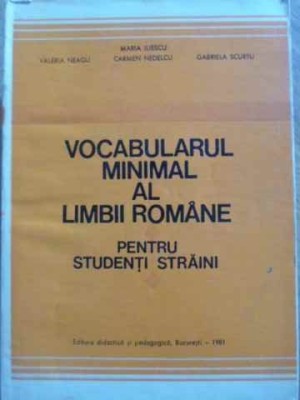 MARIA ILIESCU
VALERIA NEAGU CARMEN NEDELCU GABRIELA SCURTU
VOCABULARUL
MINIMAL
AL
LIMBII ROMÂNE
PENTRU
STUDENȚI STRĂINI
Editura didactică și pedagogică, București – 1981